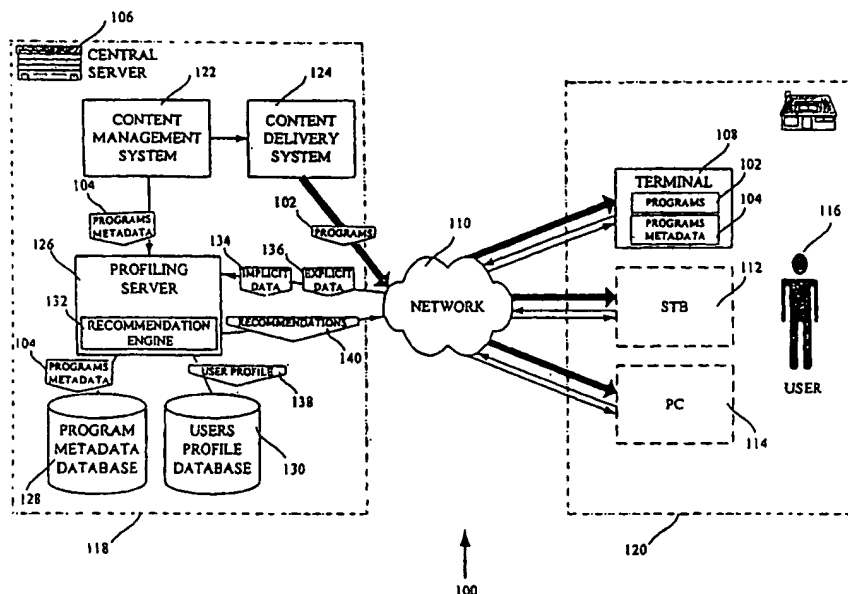 106
CENTRAL
SERVER
122
124
CONTENT
MANAGEMENT
SYSTEM
CONTENT
DELIVERY
SYSTEM
104
PROGRAMS
METADATA
102
PROGRAMS
126
134
136
IMPLICIT
DATA
EXPLICIT
DATA
PROFILING
SERVER
132
RECOMMENDATION
ENGINE
RECOMMENDATIONS
140
104
PROGRAMS
METADATA
USER PROFILE
138
PROGRAM
METADATA
DATABASE
128
USERS
PROFILE
DATABASE
130
118
110
NETWORK
108
TERMINAL
102
PROGRAMS
104
PROGRAMS
METADATA
112
STB
PC
114
116
USER
120
100